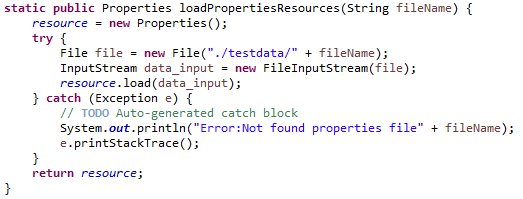 static public Properties loadPropertiesResources(String fileName) {
    resource = new Properties();
    try {
        File file = new File("./testdata/" + fileName);
        InputStream data_input = new FileInputStream(file);
        resource.load(data_input);
    } catch (Exception e) {
        // TODO Auto-generated catch block
        System.out.println("Error:Not found properties file" + fileName);
        e.printStackTrace();
    }
    return resource;
}